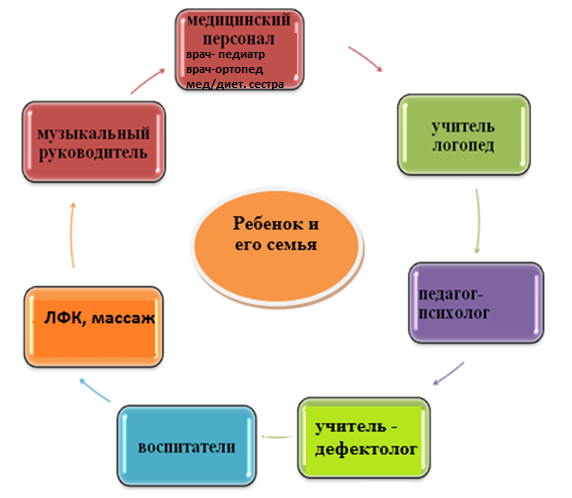 медицинский
персонал
врач- педиатр
врач-ортопед
мед/диет. сестра
учитель
логопед
педагог-
психолог
учитель -
дефектолог
воспитатели
ЛФК, массаж
музыкальный
руководитель
Ребенок и
его семья